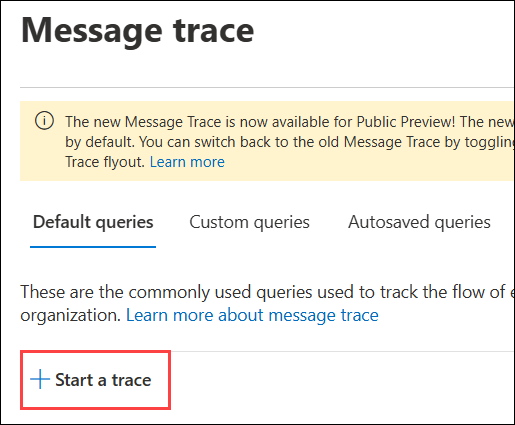 Message trace
The new Message Trace is now available for Public Preview! The new
by default. You can switch back to the old Message Trace by toggling
Trace flyout. Learn more
Default queries Custom queries Autosaved queries
These are the commonly used queries used to track the flow of
organization. Learn more about message trace
Start a trace